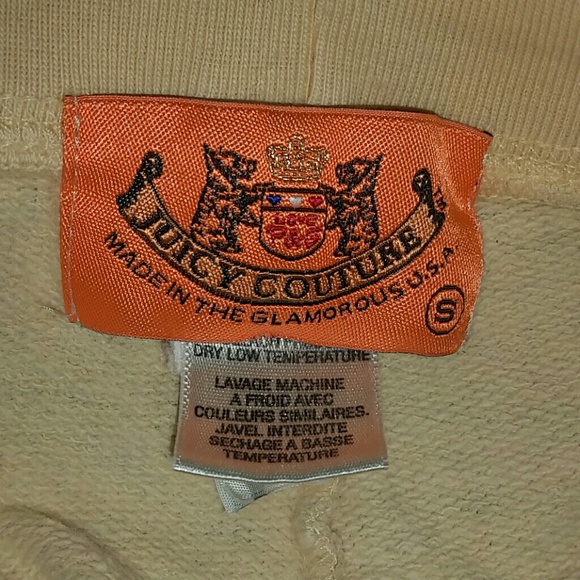 JUICY COUTURE
MADE IN THE GLAMOROUS U.S.A.
S
DRY LOW TEMPERATURE
LAVAGE MACHINE
A FROID AVEC
COULEURS SIMILAIRES.
JAVEL INTERDITE
SECHAGE A BASSE
TEMPERATURE